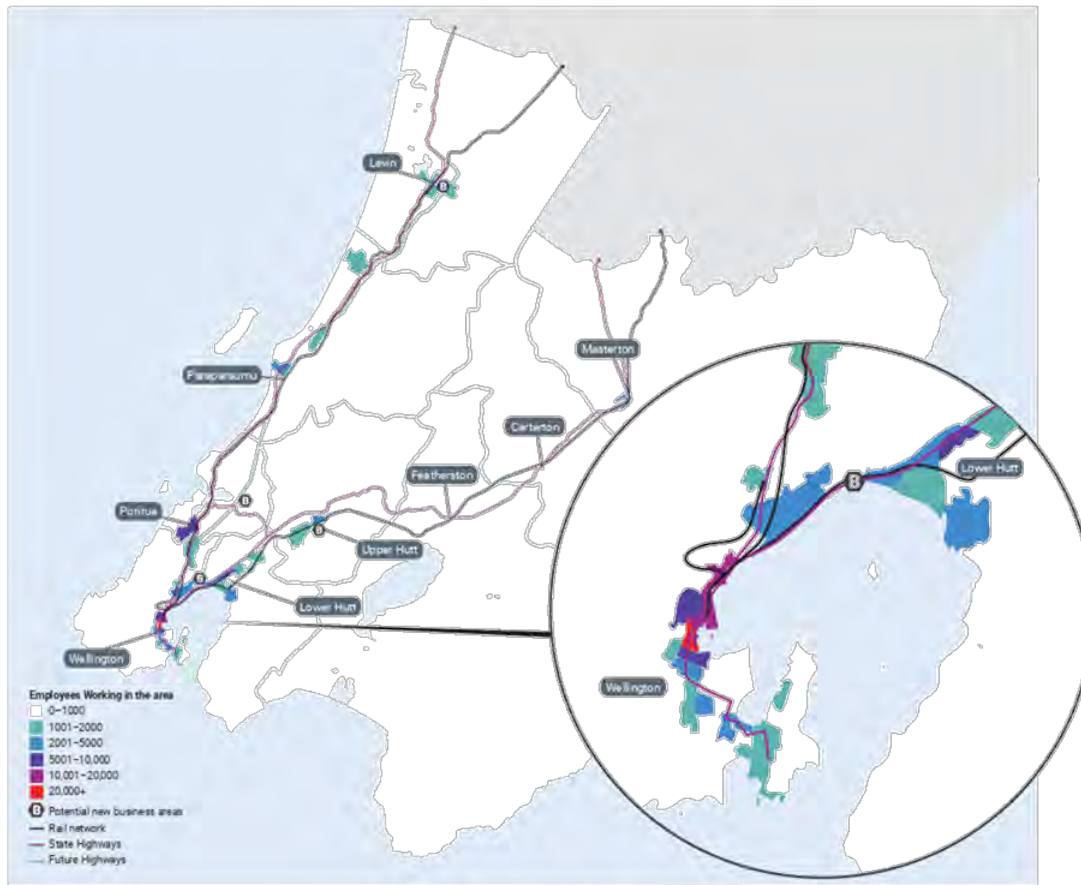 Levin
Masterton
Paraparaumu
Carterton
Featherston
Lower Hutt
Porirua
Upper Hutt
Lower Hutt
Wellington
Wellington
Employees Working in the area
0–1000
1001–2000
2001–5000
5001–10,000
10,001–20,000
20,000+
B Potential new business areas
Rail network
State Highways
Future Highways
B
B
B
B
B